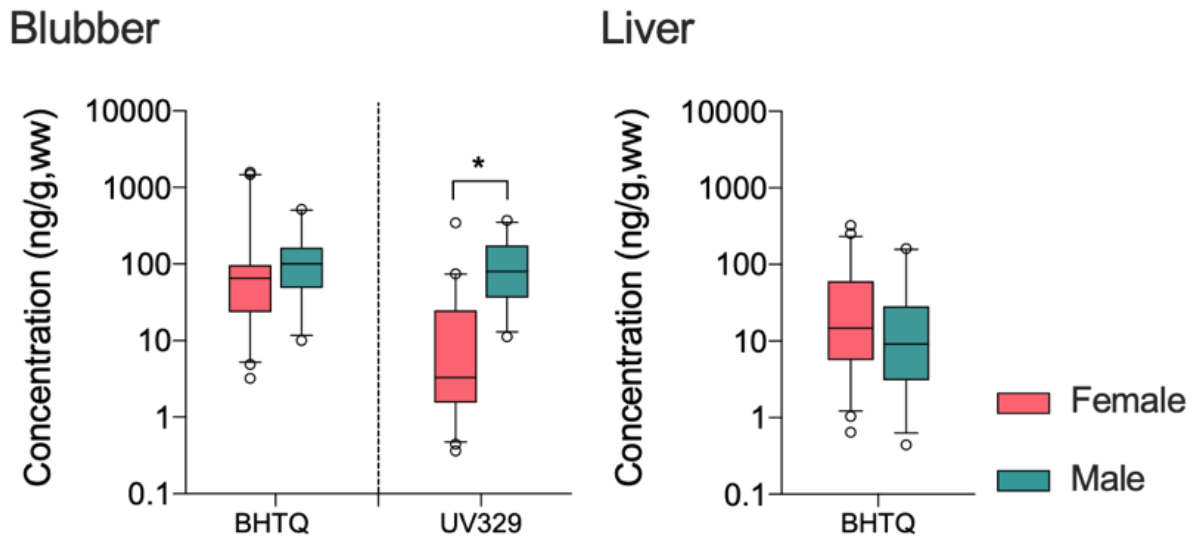 Blubber
Concentration (ng/g,ww)
10000
1000
100
10
1
0.1
*
BHTQ
UV329
Liver
Concentration (ng/g,ww)
10000
1000
100
10
1
0.1
BHTQ
Female
Male